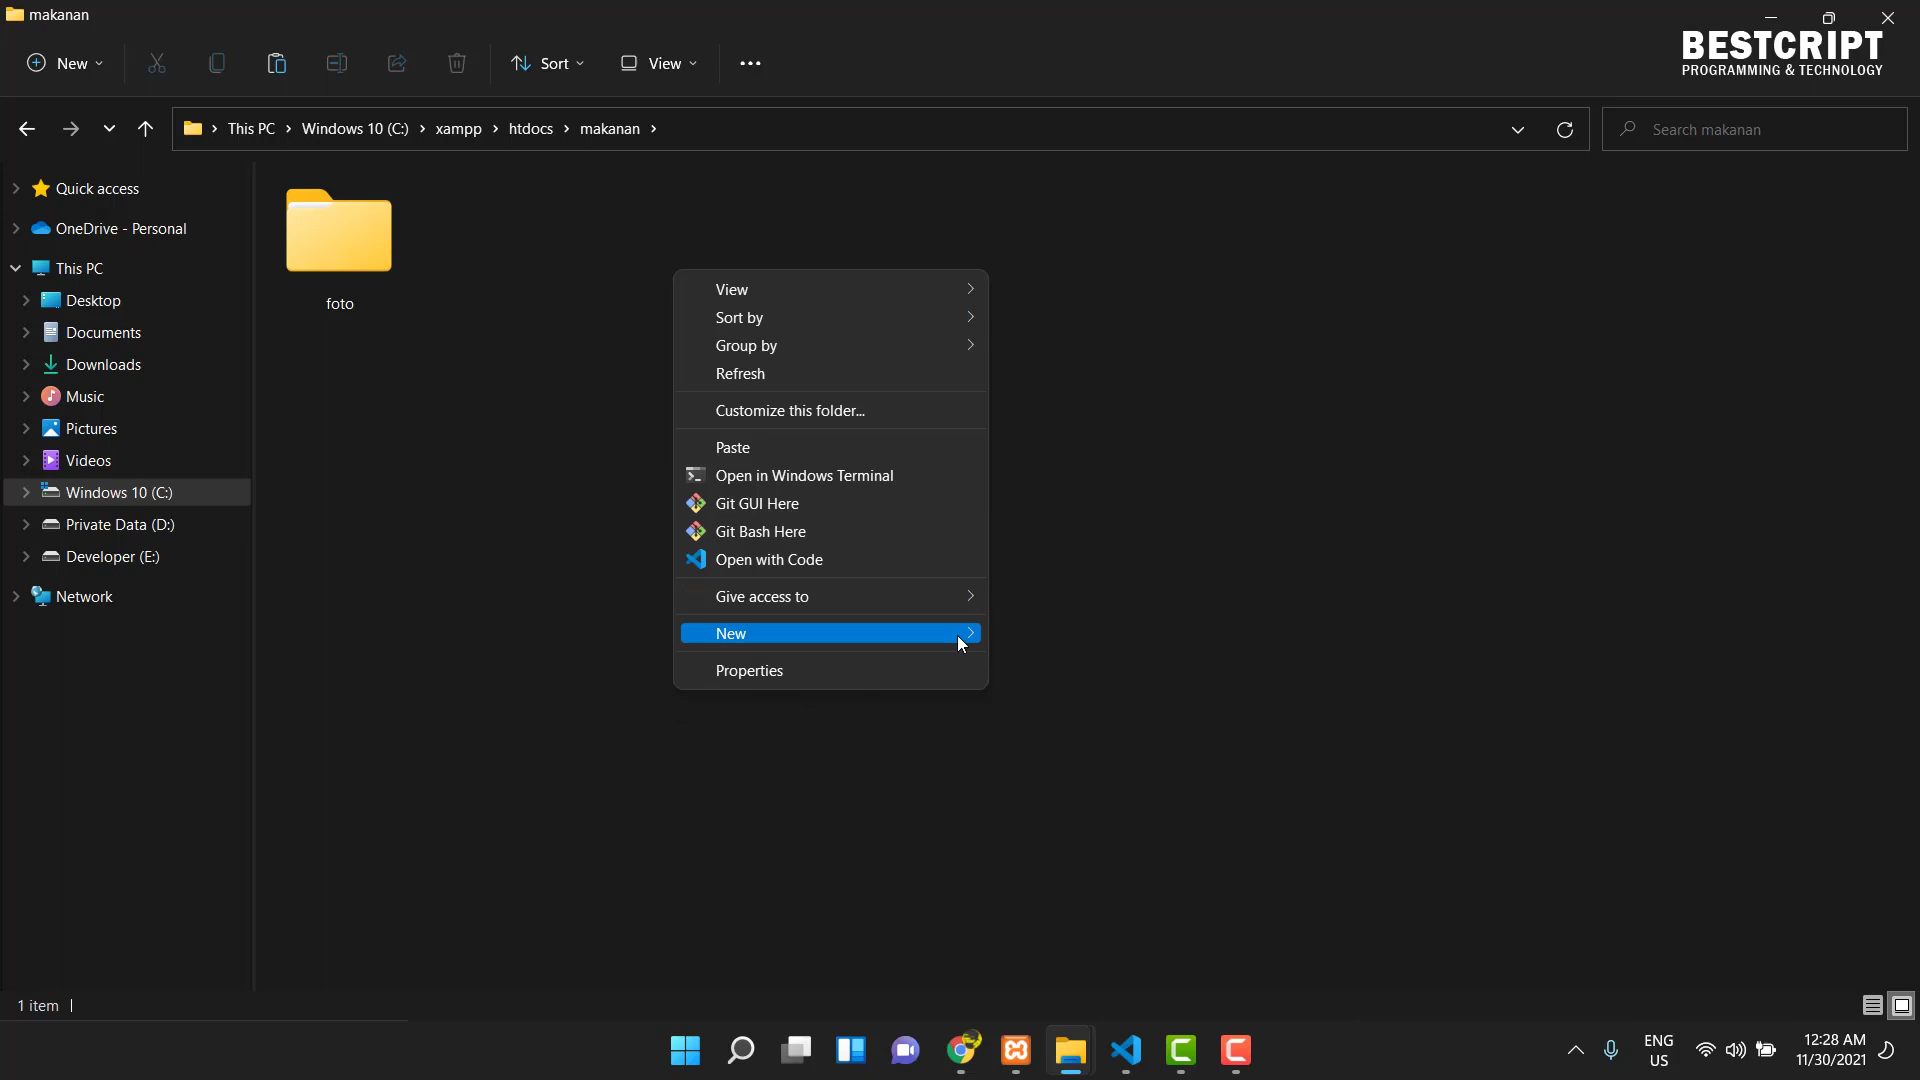 makanan
BESTCRIPT
PROGRAMMING & TECHNOLOGY
New
Sort
View
This PC > Windows 10 (C:) > xampp > htdocs > makanan >
Search makanan
Quick access
OneDrive - Personal
This PC
Desktop
Documents
Downloads
Music
Pictures
Videos
Windows 10 (C:)
Private Data (D:)
Developer (E:)
Network
foto
View
Sort by
Group by
Refresh
Customize this folder...
Paste
Open in Windows Terminal
Git GUI Here
Git Bash Here
Open with Code
Give access to
New
Properties
1 item
ENG
US
12:28 AM
11/30/2021